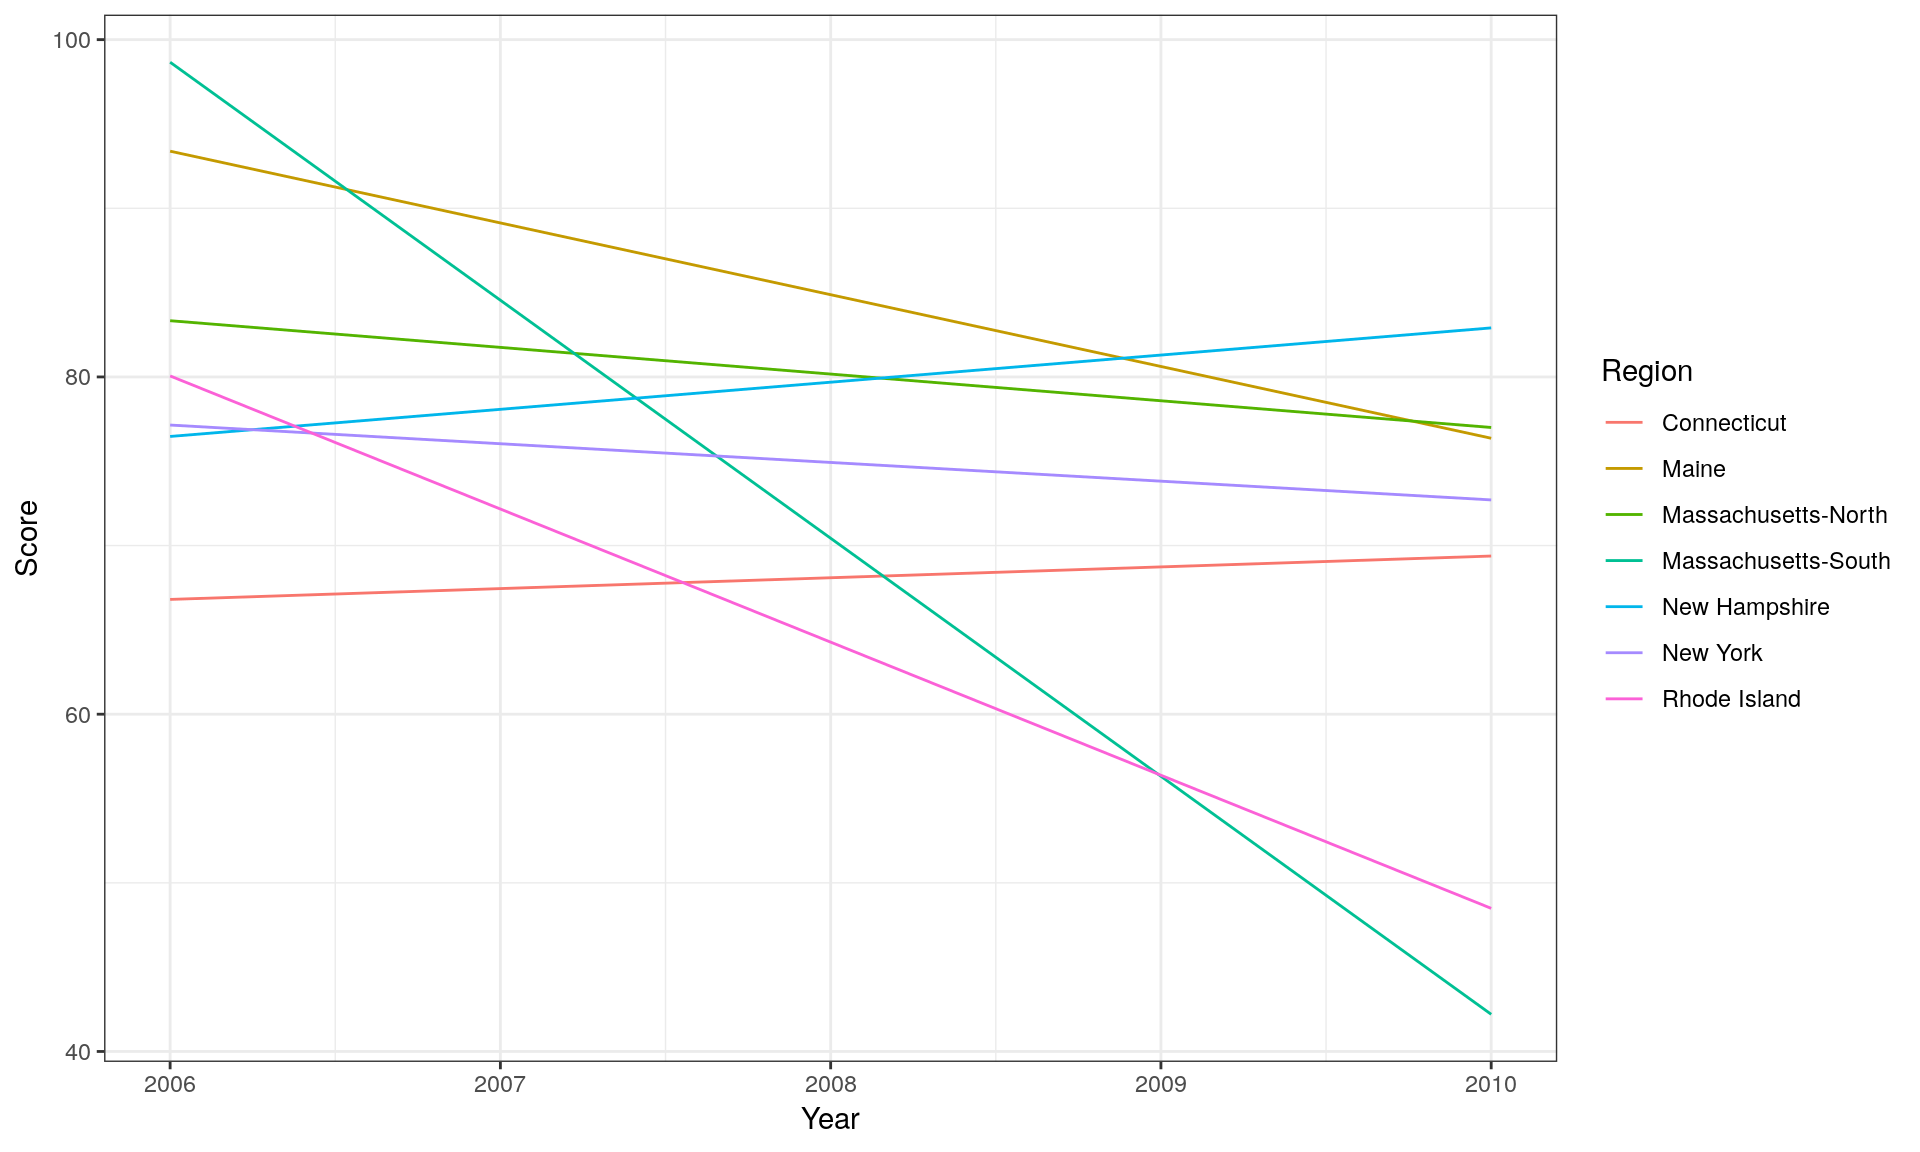 Score
100
80
60
40
2006 2007 2008 2009 2010
Year
Region
Connecticut
Maine
Massachusetts-North
Massachusetts-South
New Hampshire
New York
Rhode Island